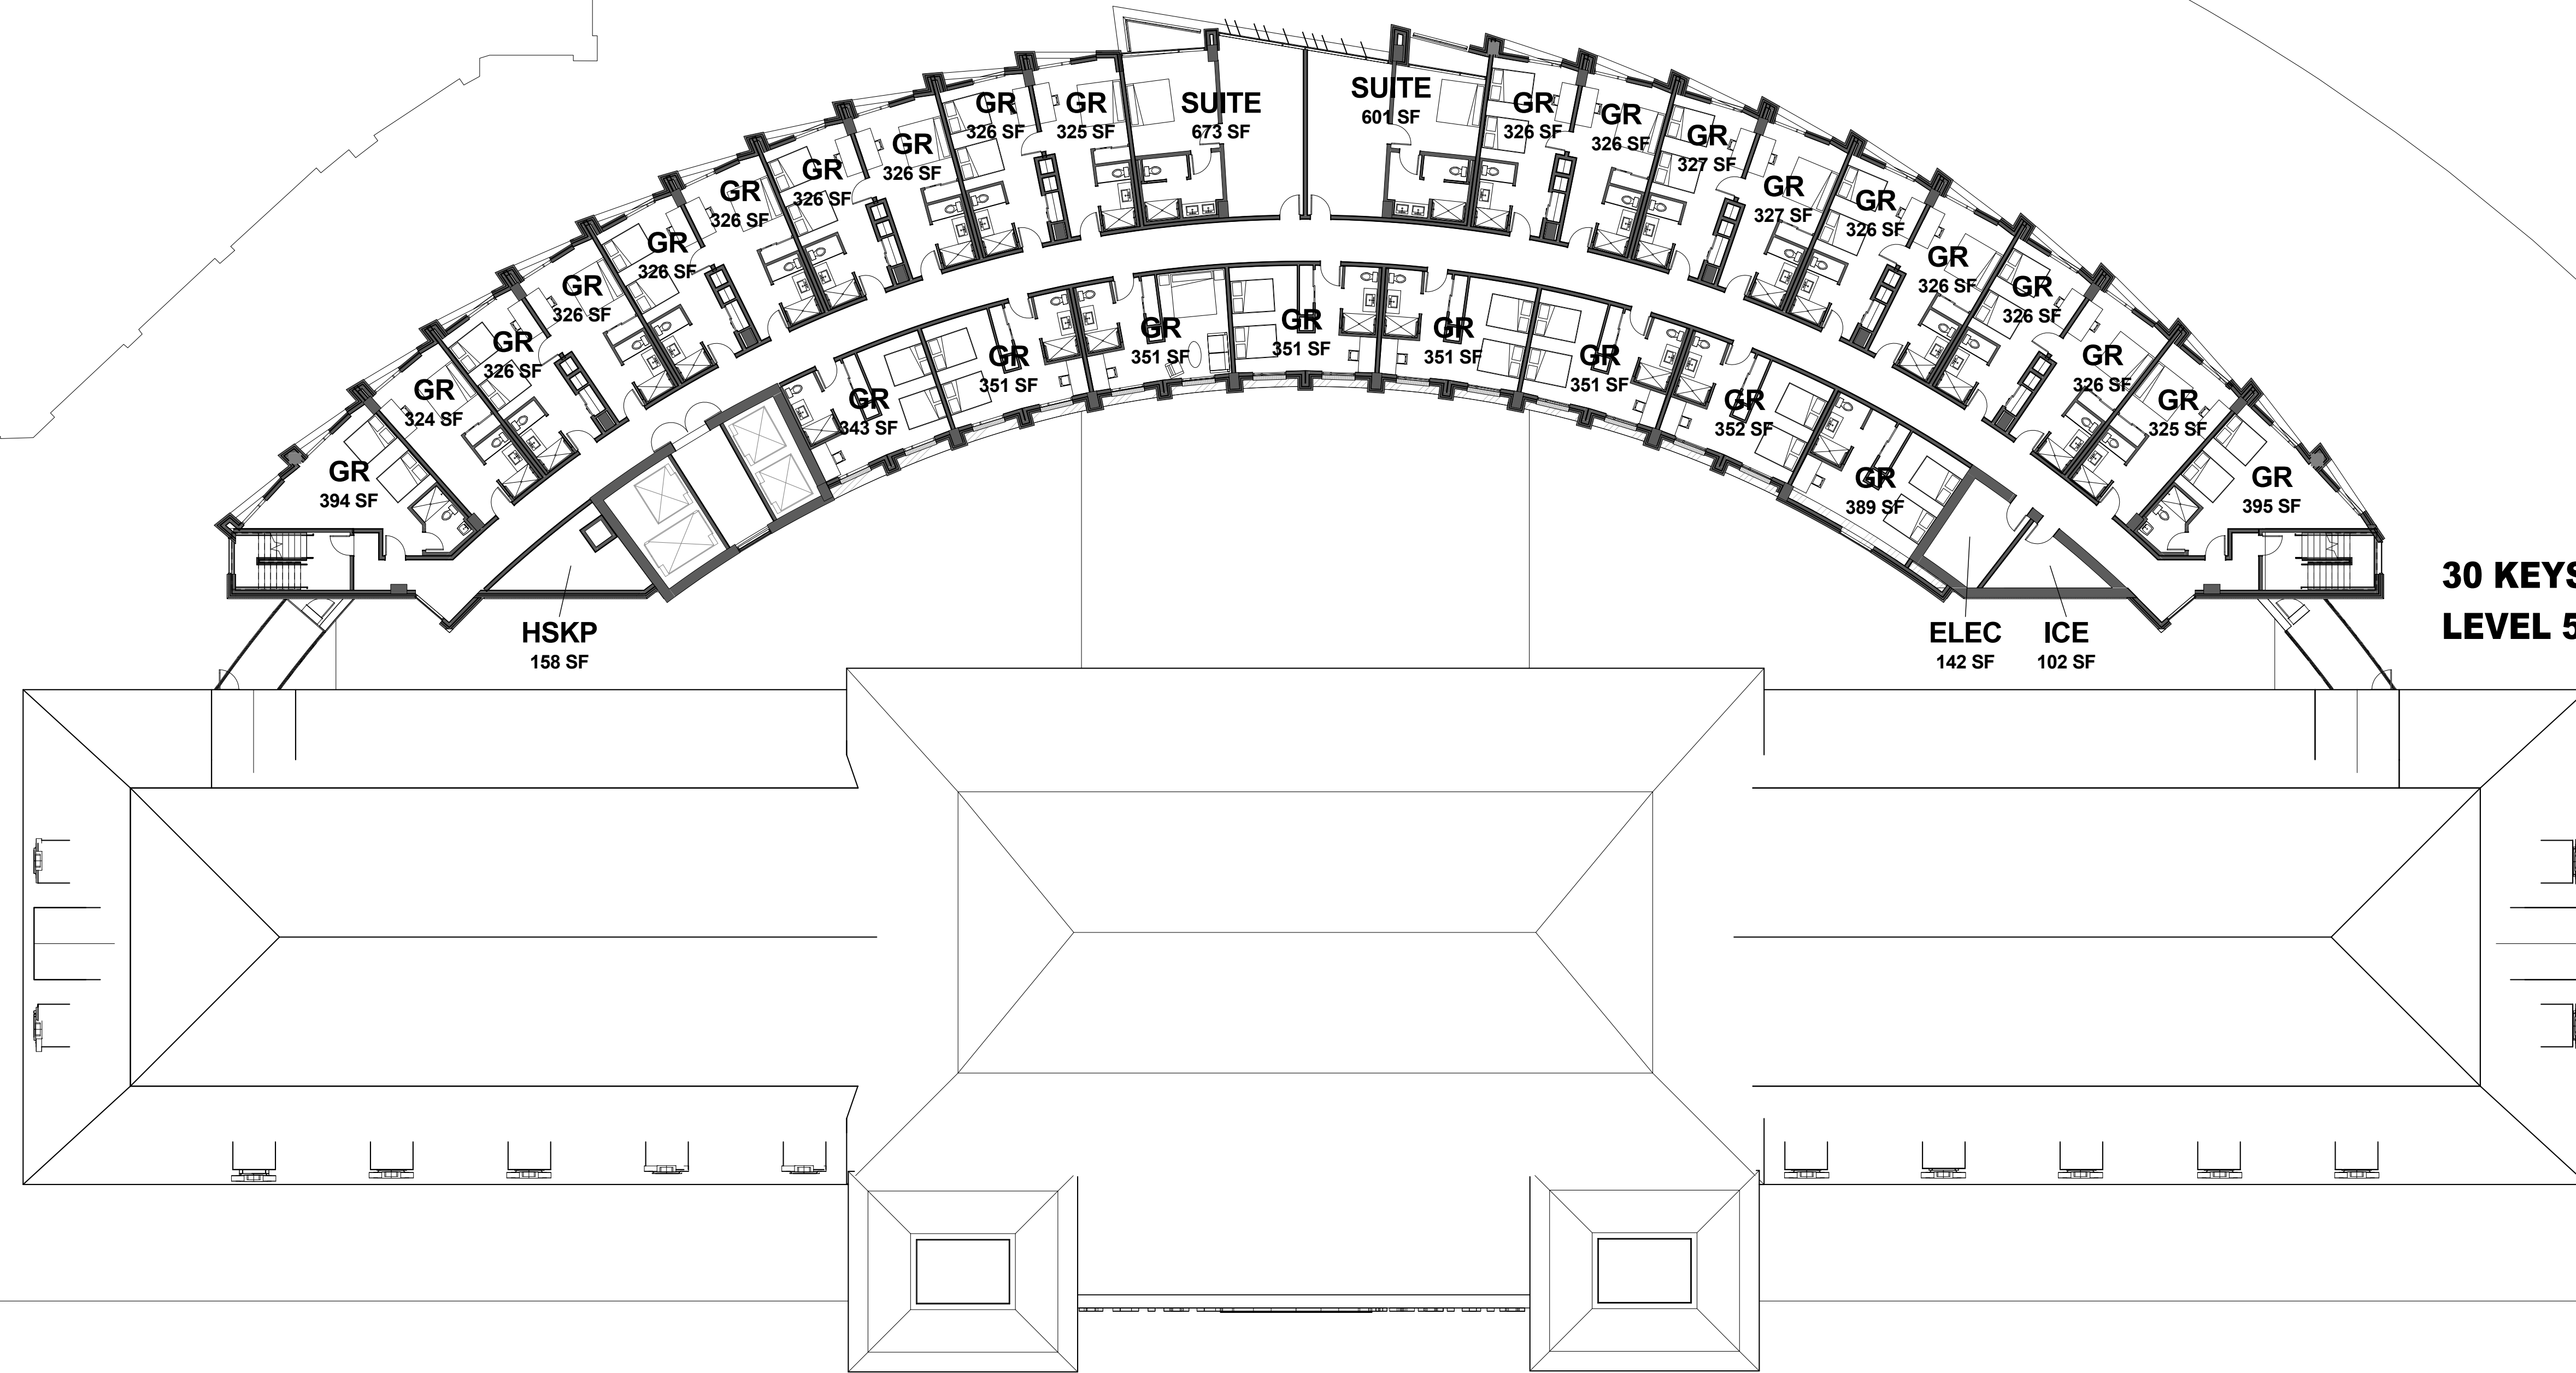 SUITE
673 SF
SUITE
601 SF
GR
394 SF
GR
324 SF
GR
326 SF
GR
326 SF
GR
326 SF
GR
326 SF
GR
326 SF
GR
326 SF
GR
326 SF
GR
325 SF
GR
326 SF
GR
326 SF
GR
327 SF
GR
327 SF
GR
326 SF
GR
326 SF
GR
326 SF
GR
326 SF
GR
325 SF
GR
395 SF
GR
343 SF
GR
351 SF
GR
351 SF
GR
351 SF
GR
351 SF
GR
351 SF
GR
352 SF
GR
389 SF
HSKP
158 SF
ELEC
142 SF
ICE
102 SF
30 KEYS
LEVEL 5